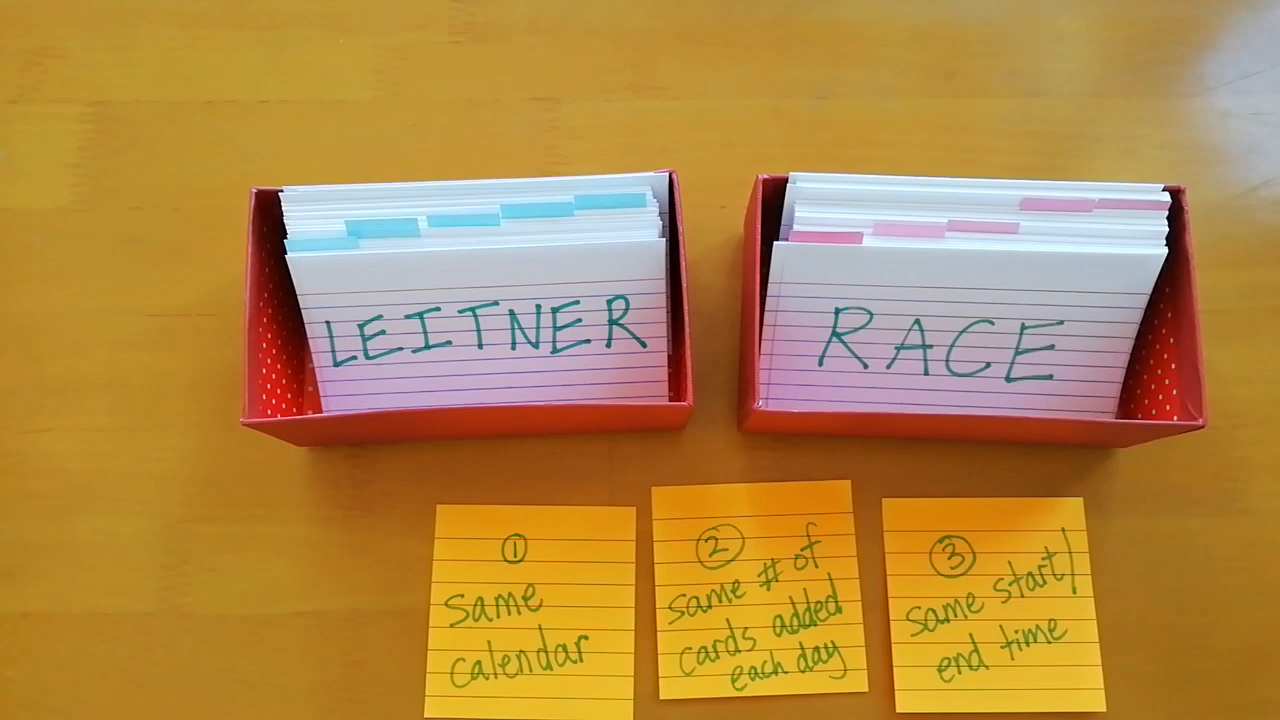 LEITNER
RACE
①
same
calendar
②
same # of
cards added
each day
③
same start/
end time